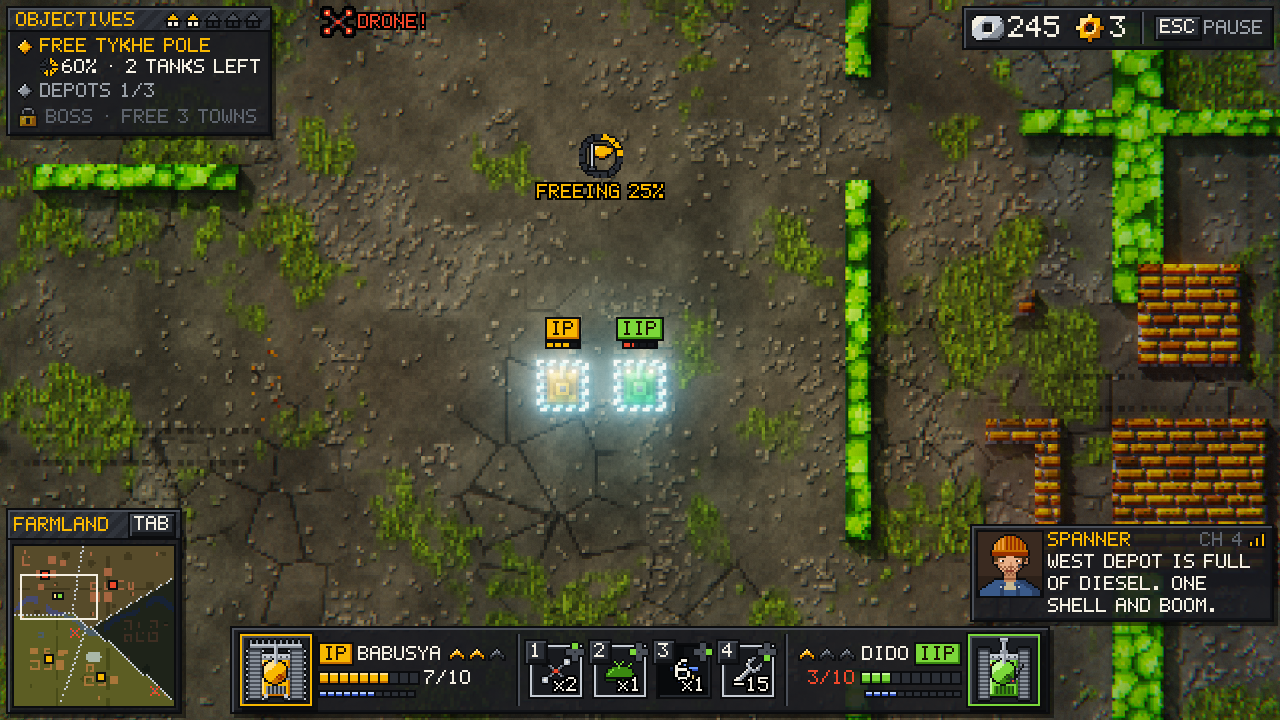 OBJECTIVES
FREE TYKHE POLE
60% · 2 TANKS LEFT
DEPOTS 1/3
BOSS · FREE 3 TOWNS
DRONE!
245 3 ESC PAUSE
FREEING 25%
IP IIP
FARMLAND TAB
SPANNER CH 4
WEST DEPOT IS FULL
OF DIESEL. ONE
SHELL AND BOOM.
IP BABUSYA
7/10
1 x2
2 x1
3 x1
4 -15
DIDO IIP
3/10